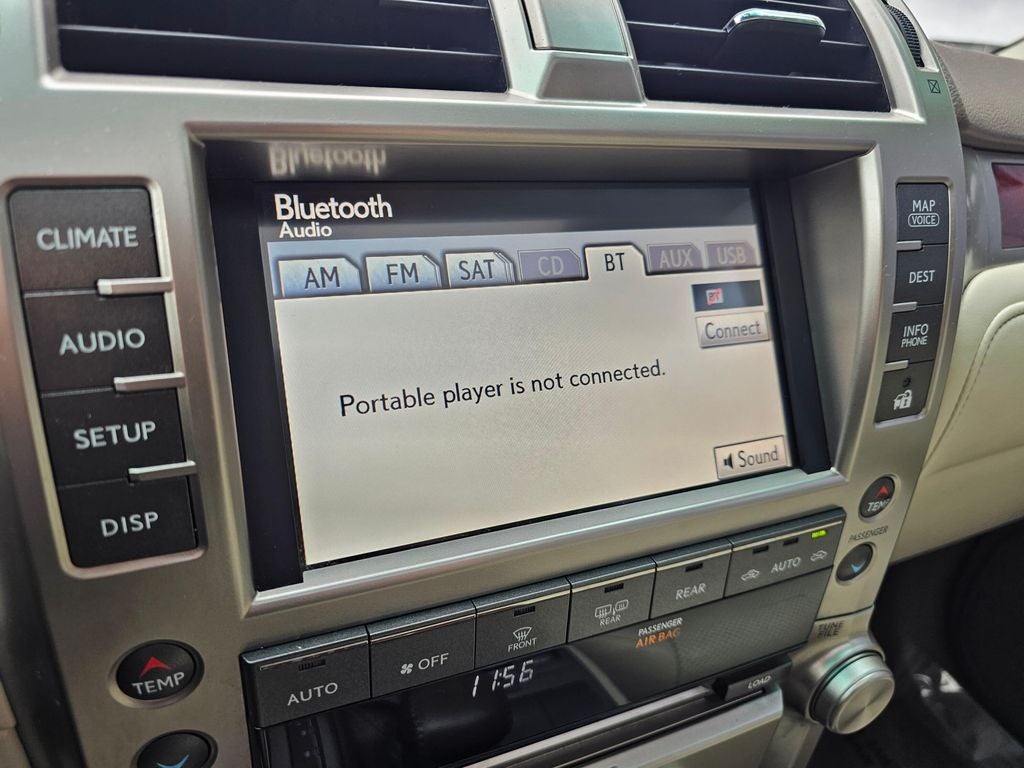 Bluetooth
Audio
AM FM SAT CD BT AUX USB
Connect
Portable player is not connected.
Sound
CLIMATE
AUDIO
SETUP
DISP
MAP
VOICE
DEST
INFO
PHONE
TEMP
PASSENGER
TEMP
AUTO
OFF
FRONT
REAR
REAR
AUTO
PASSENGER
AIR BAG
11:56
LOAD
TUNE
FILE